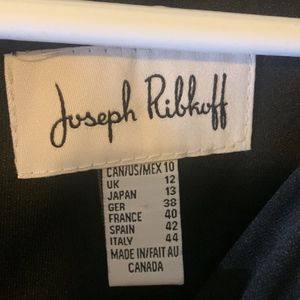 Joseph Ribkoff
CAN/US/MEX 10
UK 12
JAPAN 13
GER 38
FRANCE 40
SPAIN 42
ITALY 44
MADE IN/FAIT AU
CANADA